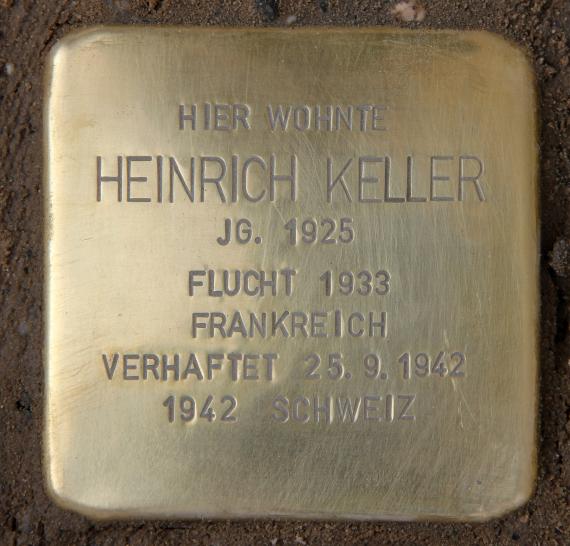 HIER WOHNTE
HEINRICH KELLER
JG. 1925
FLUCHT 1933
FRANKREICH
VERHAFTET 25.9.1942
1942 SCHWEIZ